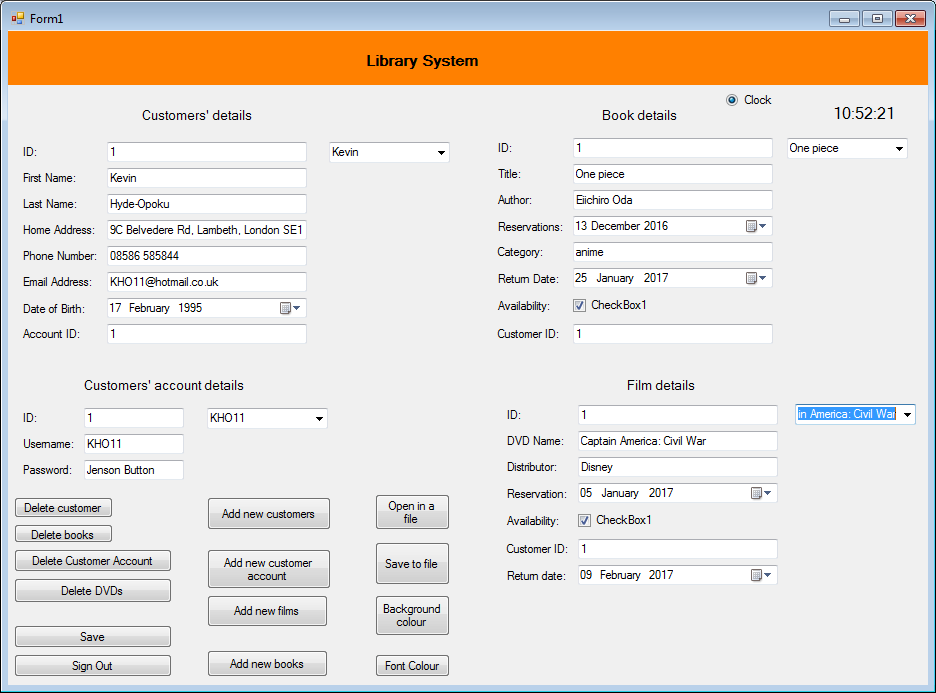 Form1
Library System
Clock
10:52:21
Customers' details
ID: 1 Kevin
First Name: Kevin
Last Name: Hyde-Opoku
Home Address: 9C Belvedere Rd, Lambeth, London SE1
Phone Number: 08586 585844
Email Address: KHO11@hotmail.co.uk
Date of Birth: 17 February 1995
Account ID: 1
Book details
ID: 1 One piece
Title: One piece
Author: Eiichiro Oda
Reservations: 13 December 2016
Category: anime
Return Date: 25 January 2017
Availability: CheckBox1
Customer ID: 1
Customers' account details
ID: 1 KHO11
Username: KHO11
Password: Jenson Button
Film details
ID: 1 in America: Civil War
DVD Name: Captain America: Civil War
Distributor: Disney
Reservation: 05 January 2017
Availability: CheckBox1
Customer ID: 1
Return date: 09 February 2017
Delete customer
Delete books
Delete Customer Account
Delete DVDs
Save
Sign Out
Add new customers
Add new customer
account
Add new films
Add new books
Open in a
file
Save to file
Background
colour
Font Colour